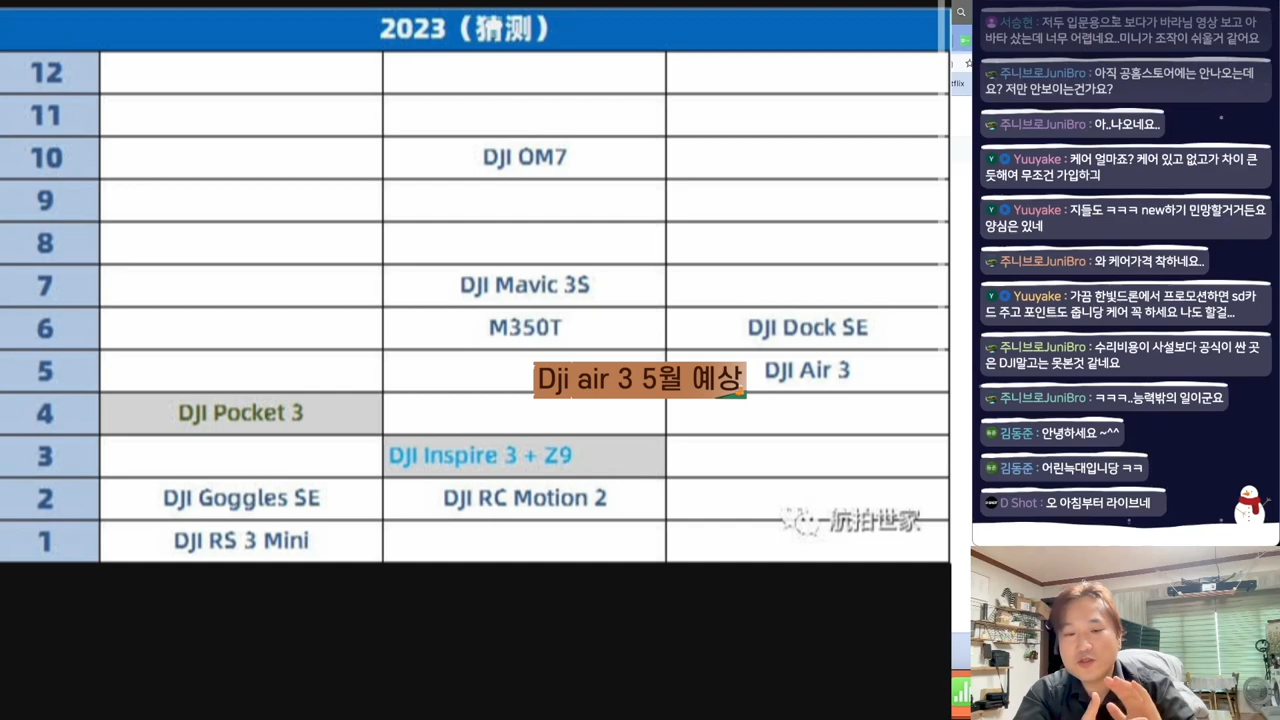 2023（猜测）
12
11
10 DJI OM7
9
8
7 DJI Mavic 3S
6 M350T DJI Dock SE
5 DJI Air 3
Dji air 3 5월 예상
4 DJI Pocket 3
3 DJI Inspire 3 + Z9
2 DJI Goggles SE DJI RC Motion 2
1 DJI RS 3 Mini
航拍世家
tflix
서승현 : 저두 입문용으로 보다가 바라님 영상 보고 아
바타 샀는데 너무 어렵네요..미니가 조작이 쉬울거 같어요
주니브로JuniBro : 아직 공홈스토어에는 안나오는데
요? 저만 안보이는건가요?
주니브로JuniBro : 아..나오네요..
Y Yuuyake : 케어 얼마죠? 케어 있고 없고가 차이 큰
듯해여 무조건 가입하긔
Y Yuuyake : 지들도 ㅋㅋㅋ new하기 민망할거거든요
양심은 있네
주니브로JuniBro : 와 케어가격 착하네요..
Y Yuuyake : 가끔 한빛드론에서 프로모션하면 sd카
드 주고 포인트도 줍니당 케어 꼭 하세요 나도 할걸...
주니브로JuniBro : 수리비용이 사설보다 공식이 싼 곳
은 DJI말고는 못본것 같네요
주니브로JuniBro : ㅋㅋㅋ..능력밖의 일이군요
김동준 : 안녕하세요 ~^^
김동준 : 어린늑대입니당 ㅋㅋ
D Shot : 오 아침부터 라이브네